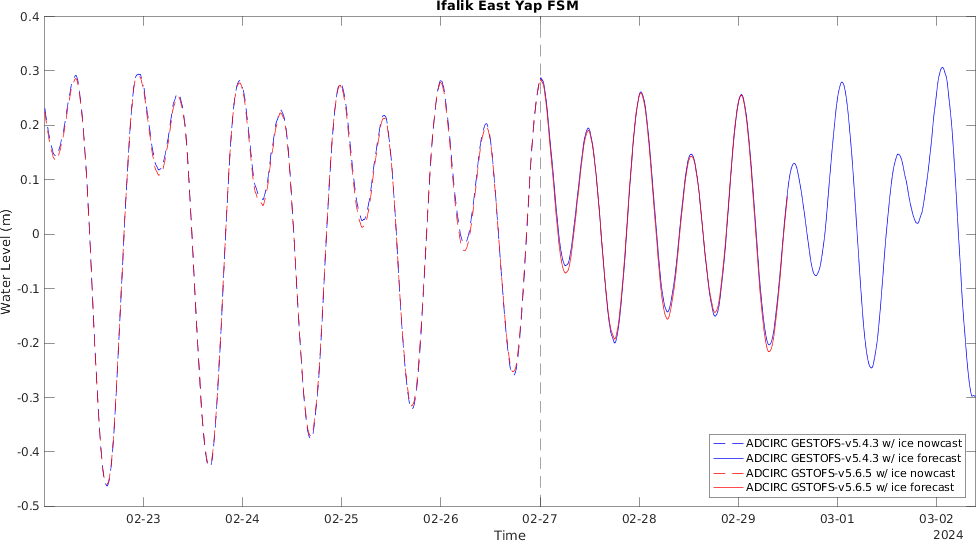 Ifalik East Yap FSM
0.4
0.3
0.2
0.1
0
-0.1
-0.2
-0.3
-0.4
-0.5
Water Level (m)
02-23 02-24 02-25 02-26 02-27 02-28 02-29 03-01 03-02
2024
Time
ADCIRC GESTOFS-v5.4.3 w/ ice nowcast
ADCIRC GESTOFS-v5.4.3 w/ ice forecast
ADCIRC GSTOFS-v5.6.5 w/ ice nowcast
ADCIRC GSTOFS-v5.6.5 w/ ice forecast